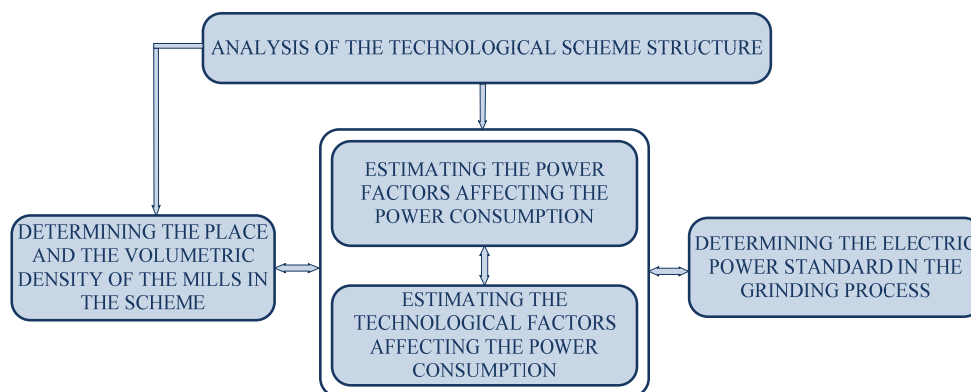 ANALYSIS OF THE TECHNOLOGICAL SCHEME STRUCTURE
ESTIMATING THE POWER
FACTORS AFFECTING THE
POWER CONSUMPTION
DETERMINING THE PLACE
AND THE VOLUMETRIC
DENSITY OF THE MILLS IN
THE SCHEME
DETERMINING THE ELECTRIC
POWER STANDARD IN THE
GRINDING PROCESS
ESTIMATING THE
TECHNOLOGICAL FACTORS
AFFECTING THE POWER
CONSUMPTION